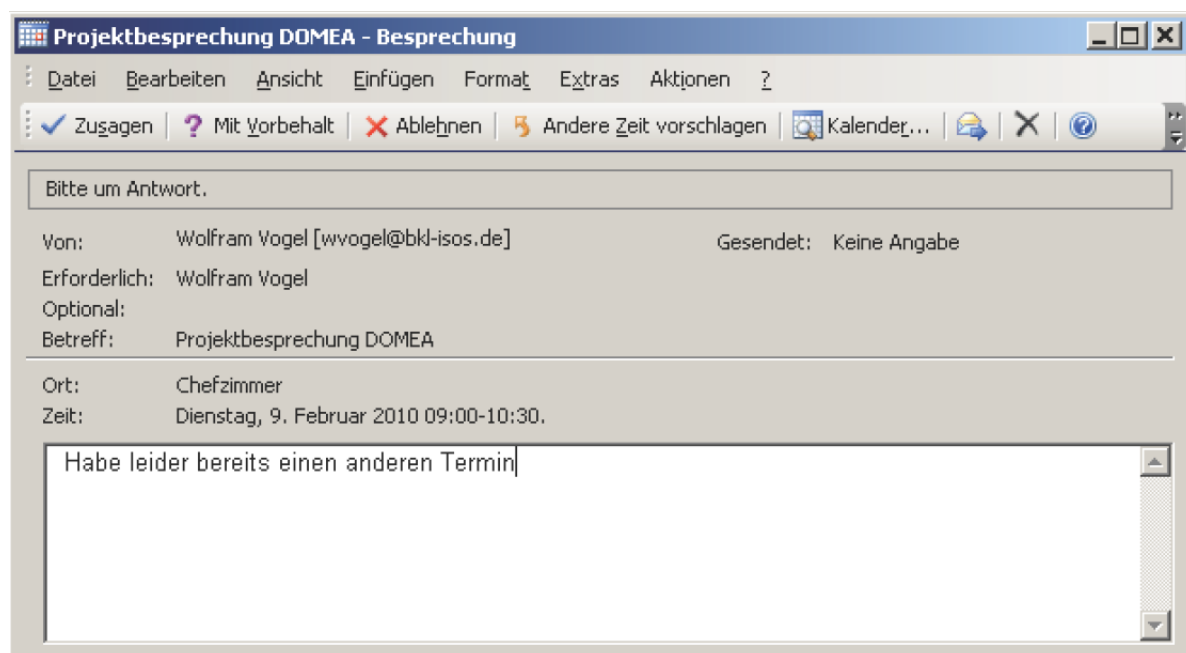 Projektbesprechung DOMEA - Besprechung
Datei Bearbeiten Ansicht Einfügen Format Extras Aktionen ?
Zusagen ? Mit Vorbehalt Ablehnen Andere Zeit vorschlagen Kalender...
Bitte um Antwort.
Von: Wolfram Vogel [wvogel@bkl-isos.de] Gesendet: Keine Angabe
Erforderlich: Wolfram Vogel
Optional:
Betreff: Projektbesprechung DOMEA
Ort: Chefzimmer
Zeit: Dienstag, 9. Februar 2010 09:00-10:30.
Habe leider bereits einen anderen Termin